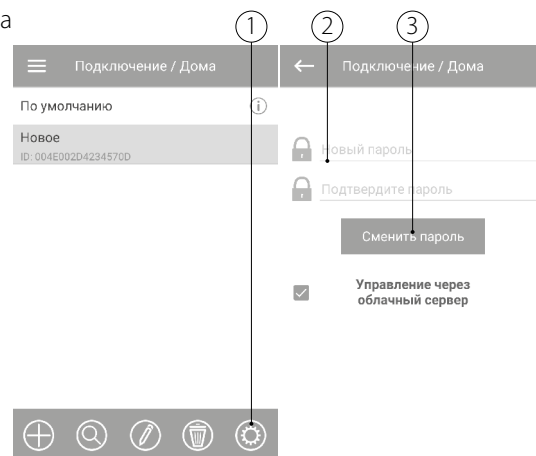 а
1
2
3
Подключение / Дома
По умолчанию
Новое
ID: 004E002D4234570D
Подключение / Дома
Новый пароль
Подтвердите пароль
Сменить пароль
Управление через
облачный сервер